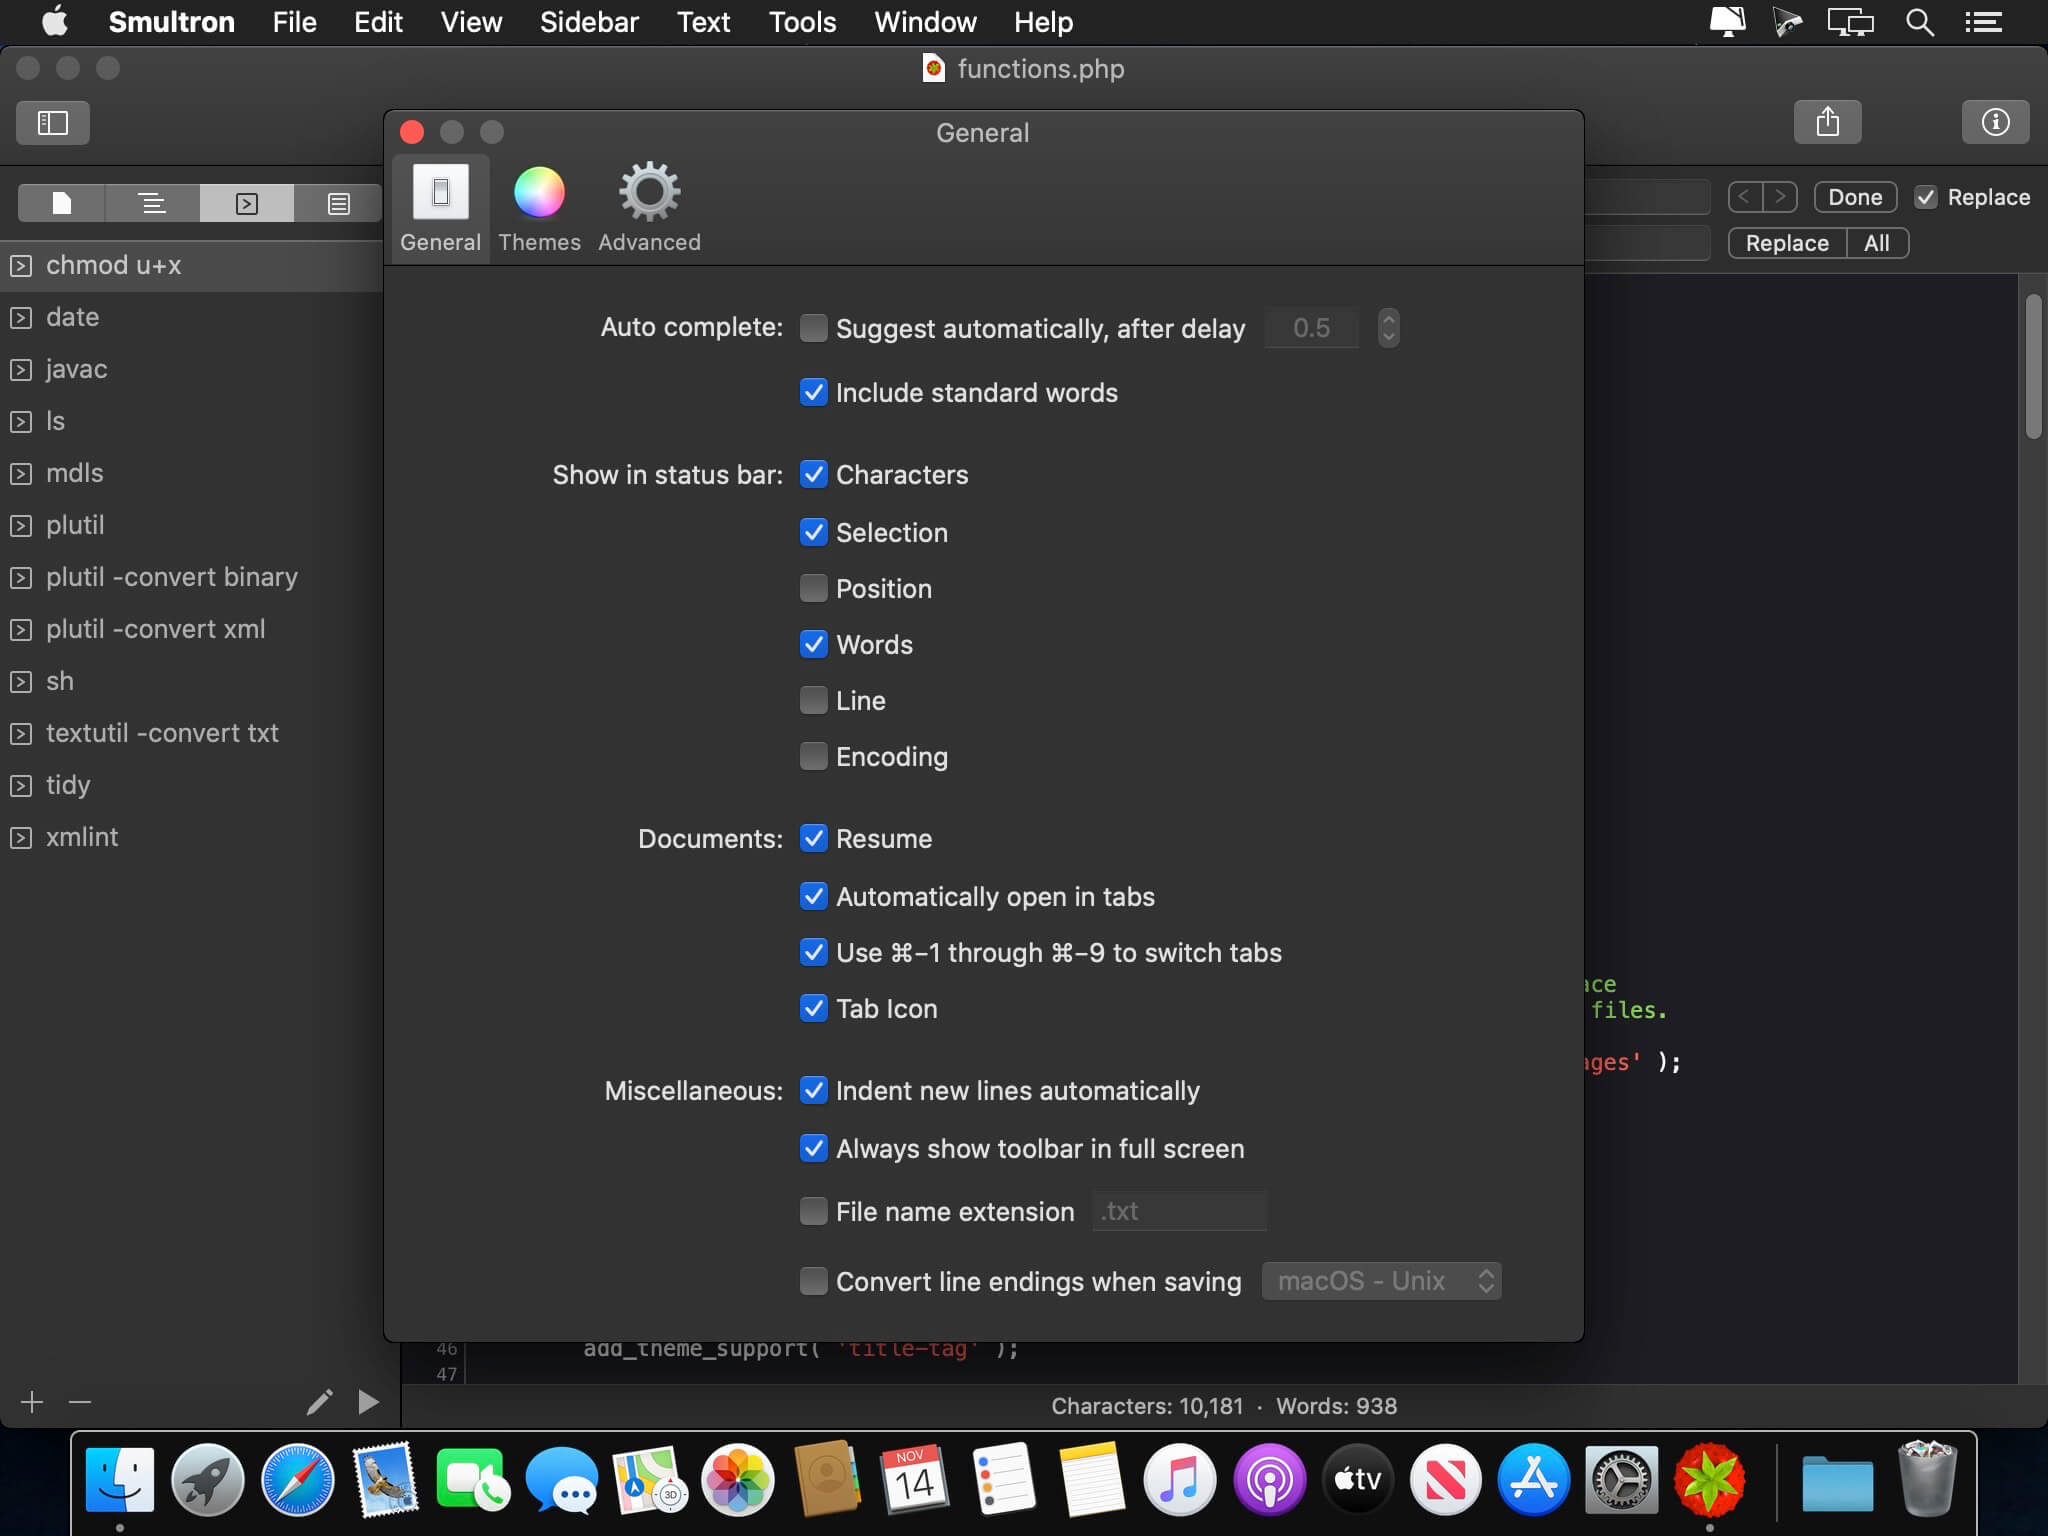 Smultron File Edit View Sidebar Text Tools Window Help
functions.php
General
General Themes Advanced
Done Replace
Replace All
chmod u+x
date
javac
ls
mdls
plutil
plutil -convert binary
plutil -convert xml
sh
textutil -convert txt
tidy
xmlint
Auto complete: Suggest automatically, after delay 0.5
Include standard words
Show in status bar: Characters
Selection
Position
Words
Line
Encoding
Documents: Resume
Automatically open in tabs
Use ⌘–1 through ⌘–9 to switch tabs
Tab Icon
Miscellaneous: Indent new lines automatically
Always show toolbar in full screen
File name extension .txt
Convert line endings when saving macOS - Unix
ace
files.
ages' );
46 add_theme_support( 'title-tag' );
47
Characters: 10,181 · Words: 938
NOV
14
3D
tv